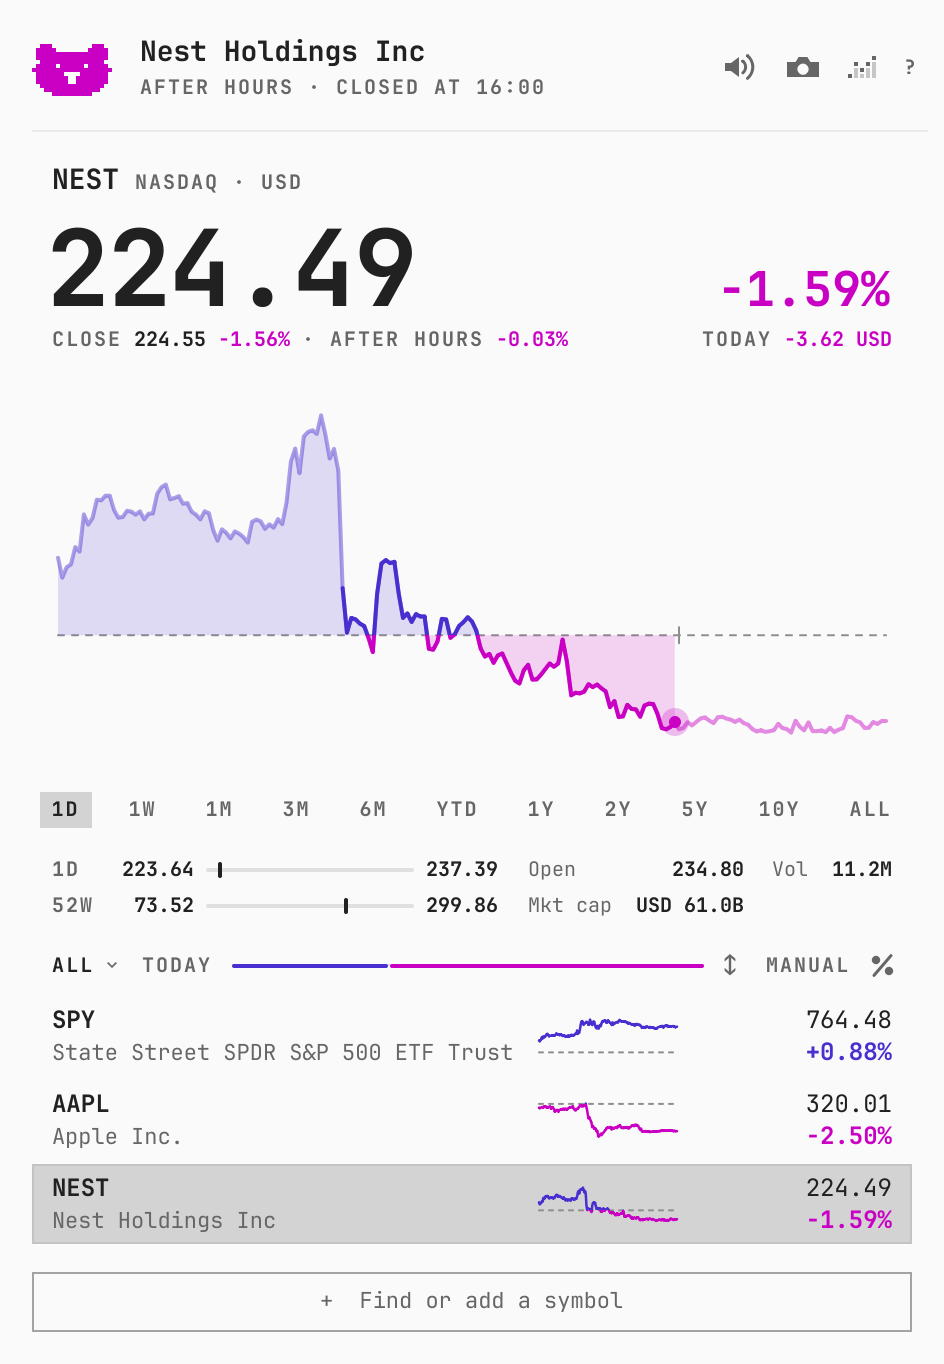 Nest Holdings Inc
AFTER HOURS · CLOSED AT 16:00
?
NEST NASDAQ · USD
224.49
-1.59%
CLOSE 224.55 -1.56% · AFTER HOURS -0.03%
TODAY -3.62 USD
1D 1W 1M 3M 6M YTD 1Y 2Y 5Y 10Y ALL
1D 223.64 237.39 Open 234.80 Vol 11.2M
52W 73.52 299.86 Mkt cap USD 61.0B
ALL TODAY MANUAL %
SPY 764.48
State Street SPDR S&P 500 ETF Trust +0.88%
AAPL 320.01
Apple Inc. -2.50%
NEST 224.49
Nest Holdings Inc -1.59%
+ Find or add a symbol